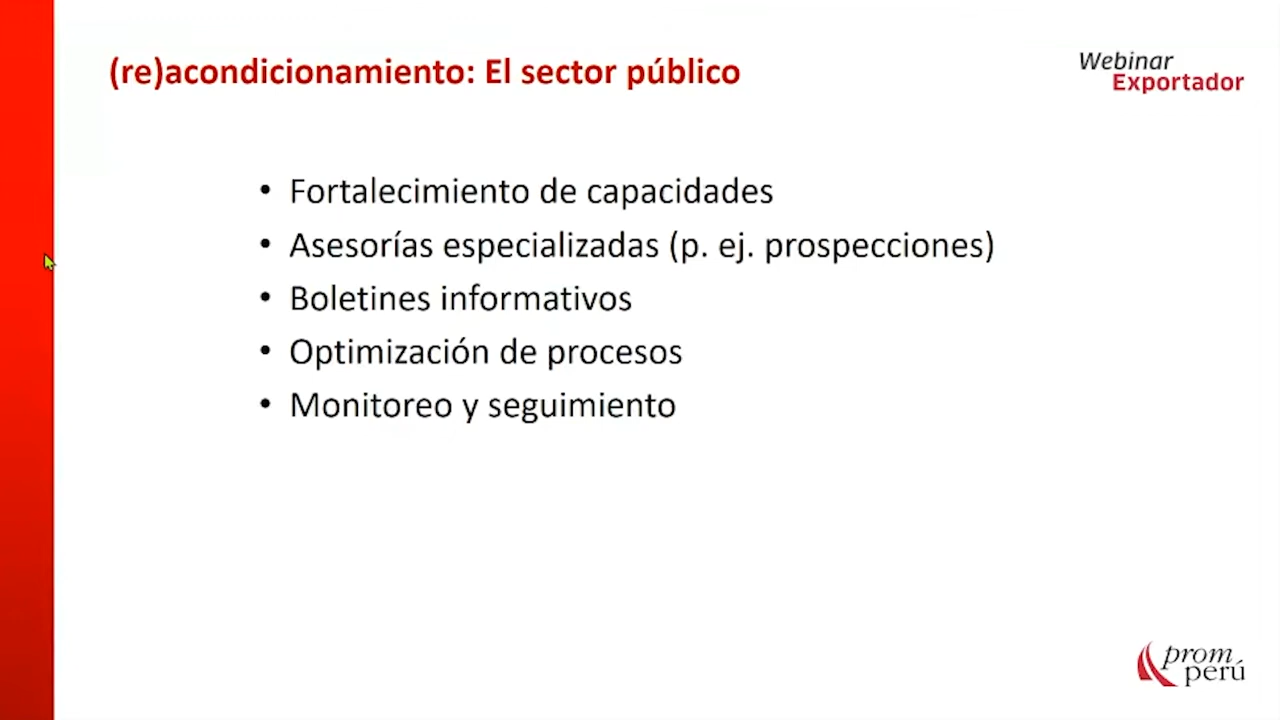 (re)acondicionamiento: El sector público
Webinar
Exportador
• Fortalecimiento de capacidades
• Asesorías especializadas (p. ej. prospecciones)
• Boletines informativos
• Optimización de procesos
• Monitoreo y seguimiento
prom
perú